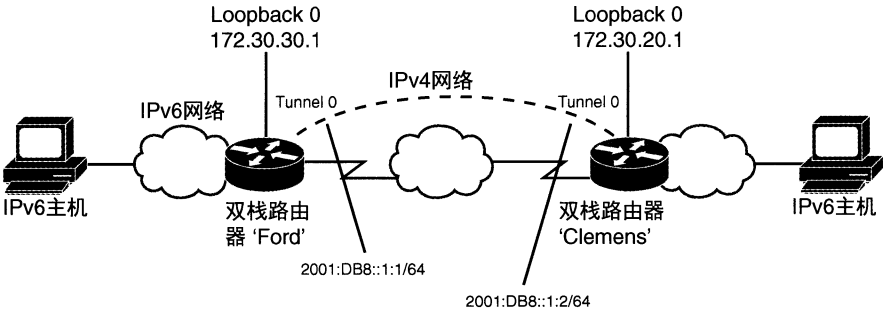 Loopback 0
172.30.30.1
Loopback 0
172.30.20.1
IPv4网络
Tunnel 0
Tunnel 0
IPv6网络
IPv6主机
双栈路由
器 ‘Ford’
双栈路由器
‘Clemens’
IPv6主机
2001:DB8::1:1/64
2001:DB8::1:2/64